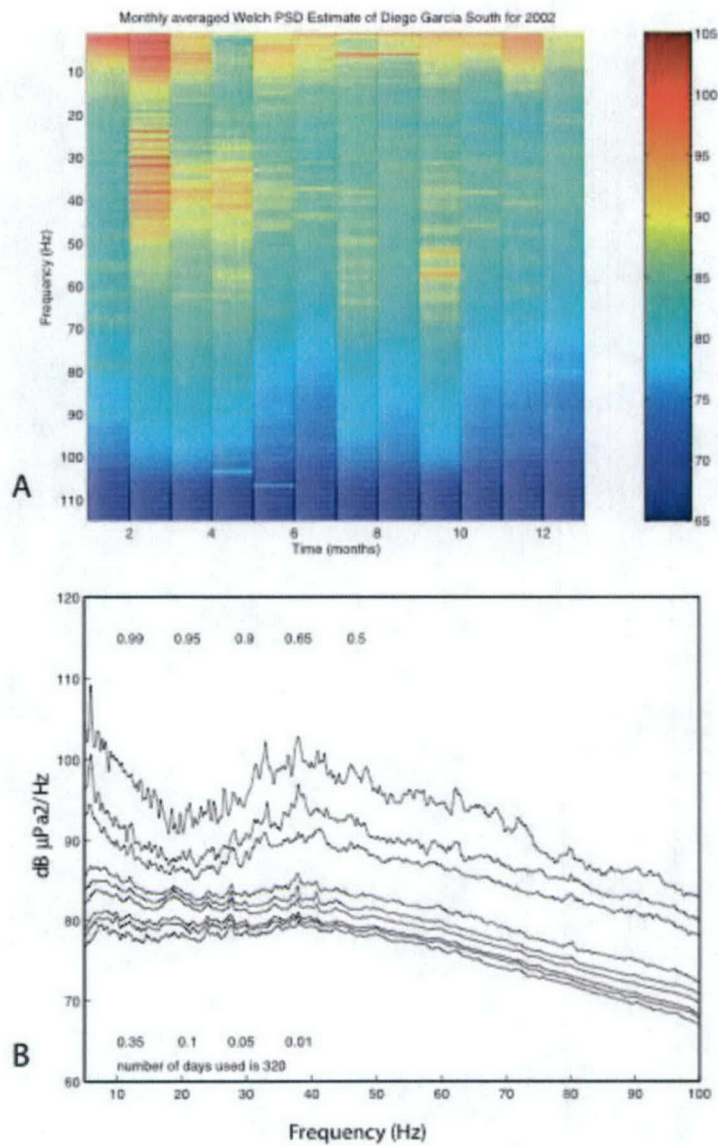 Monthly averaged Welch PSD Estimate of Diego Garcia South for 2002
10
20
30
40
50
60
70
80
90
100
110
Frequency (Hz)
2 4 6 8 10 12
Time (months)
105
100
95
90
85
80
75
70
65
A
120
110
100
90
80
70
60
dB µPa2/Hz
0.99 0.95 0.9 0.65 0.5
0.35 0.1 0.05 0.01
number of days used is 320
10 20 30 40 50 60 70 80 90 100
Frequency (Hz)
B